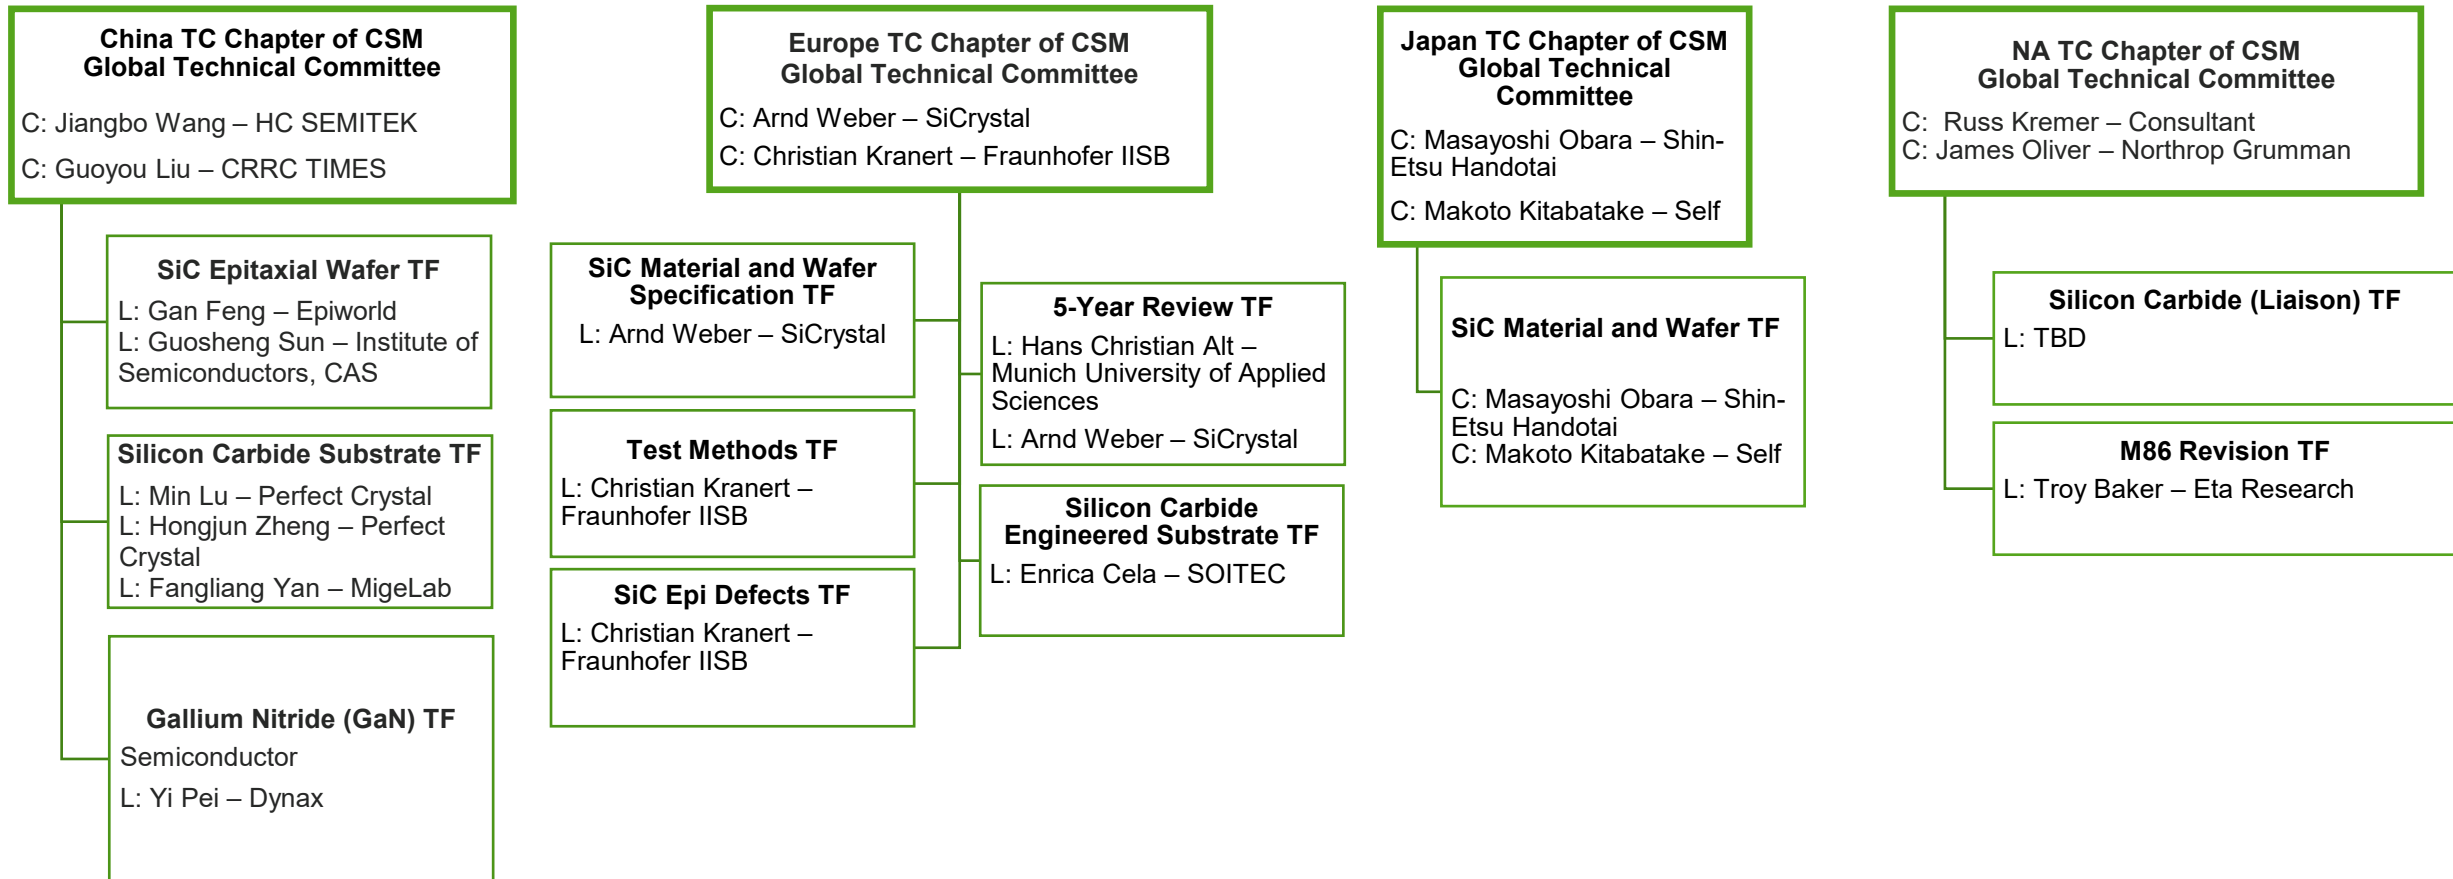 China TC Chapter of CSM
Global Technical Committee
C: Jiangbo Wang – HC SEMITEK
C: Guoyou Liu – CRRC TIMES
SiC Epitaxial Wafer TF
L: Gan Feng – Epiworld
L: Guosheng Sun – Institute of
Semiconductors, CAS
Silicon Carbide Substrate TF
L: Min Lu – Perfect Crystal
L: Hongjun Zheng – Perfect
Crystal
L: Fangliang Yan – MigeLab
Gallium Nitride (GaN) TF
Semiconductor
L: Yi Pei – Dynax
Europe TC Chapter of CSM
Global Technical Committee
C: Arnd Weber – SiCrystal
C: Christian Kranert – Fraunhofer IISB
SiC Material and Wafer
Specification TF
L: Arnd Weber – SiCrystal
Test Methods TF
L: Christian Kranert –
Fraunhofer IISB
SiC Epi Defects TF
L: Christian Kranert –
Fraunhofer IISB
5-Year Review TF
L: Hans Christian Alt –
Munich University of Applied
Sciences
L: Arnd Weber – SiCrystal
Silicon Carbide
Engineered Substrate TF
L: Enrica Cela – SOITEC
Japan TC Chapter of CSM
Global Technical
Committee
C: Masayoshi Obara – Shin-
Etsu Handotai
C: Makoto Kitabatake – Self
SiC Material and Wafer TF
C: Masayoshi Obara – Shin-
Etsu Handotai
C: Makoto Kitabatake – Self
NA TC Chapter of CSM
Global Technical Committee
C:  Russ Kremer – Consultant
C: James Oliver – Northrop Grumman
Silicon Carbide (Liaison) TF
L: TBD
M86 Revision TF
L: Troy Baker – Eta Research